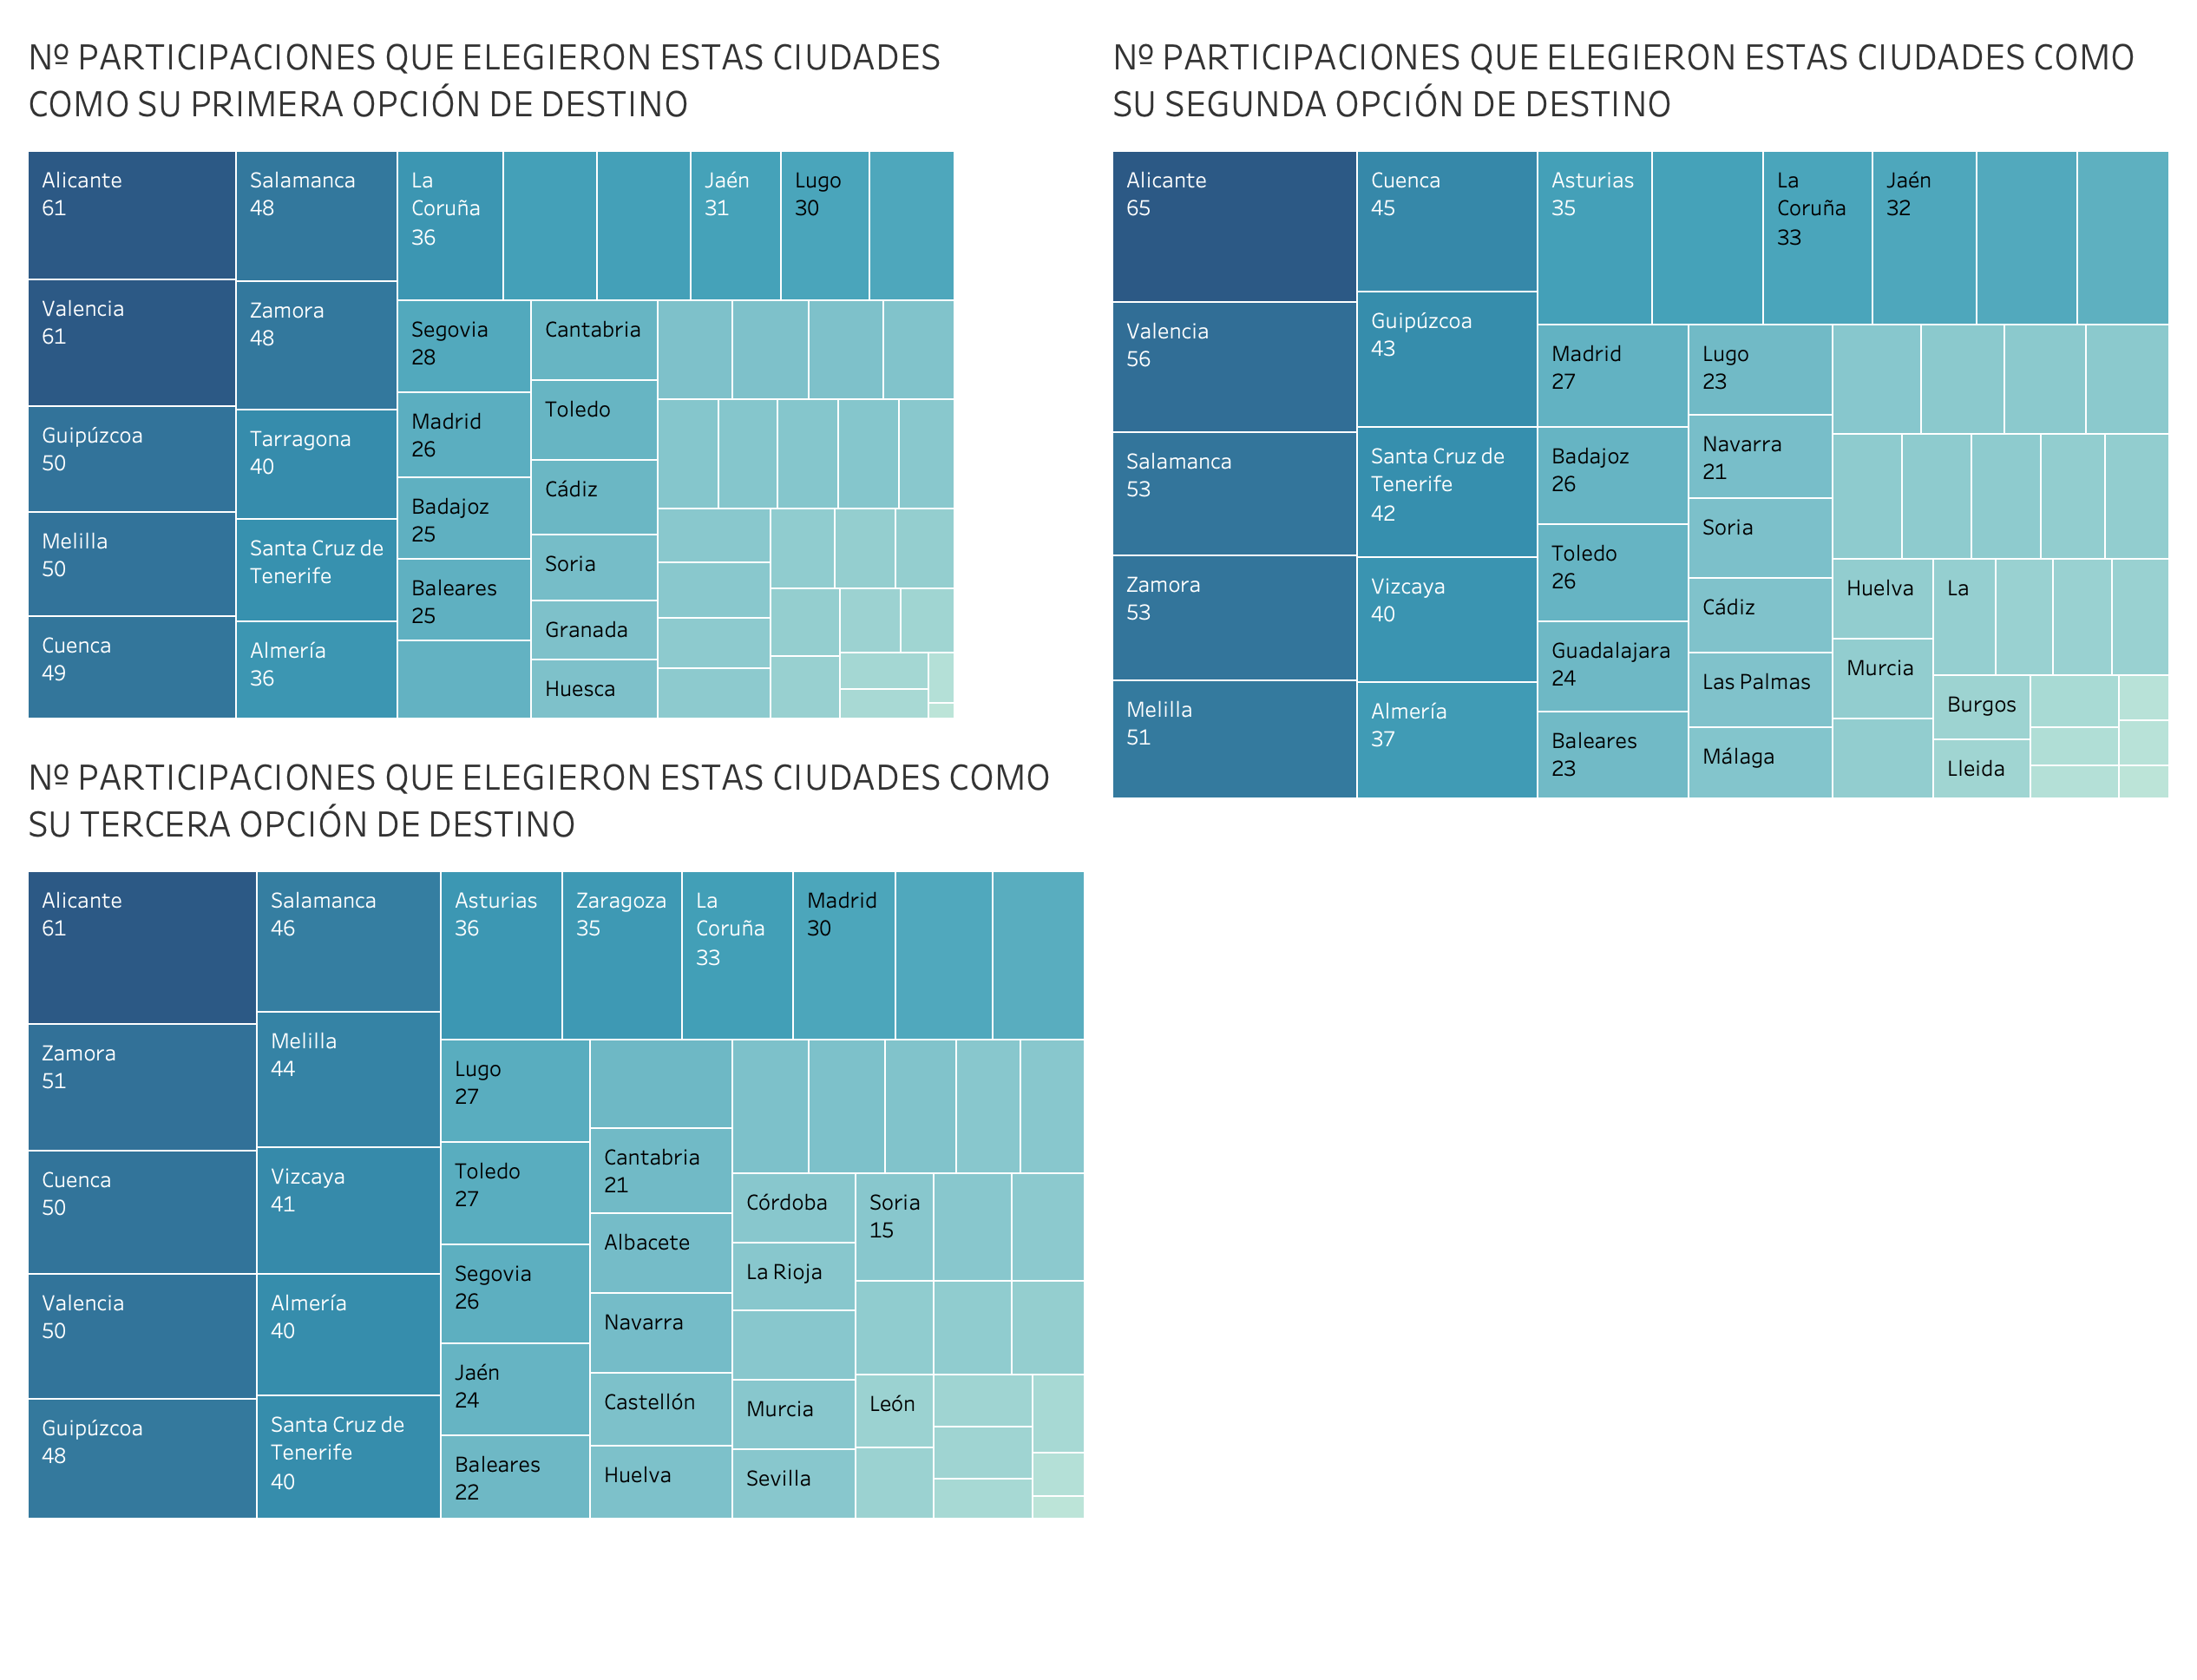 Nº PARTICIPACIONES QUE ELEGIERON ESTAS CIUDADES
COMO SU PRIMERA OPCIÓN DE DESTINO
Alicante
61
Valencia
61
Guipúzcoa
50
Melilla
50
Cuenca
49
Salamanca
48
Zamora
48
Tarragona
40
Santa Cruz de
Tenerife
Almería
36
La
Coruña
36
Jaén
31
Lugo
30
Segovia
28
Madrid
26
Badajoz
25
Baleares
25
Cantabria
Toledo
Cádiz
Soria
Granada
Huesca
Nº PARTICIPACIONES QUE ELEGIERON ESTAS CIUDADES COMO
SU SEGUNDA OPCIÓN DE DESTINO
Alicante
65
Valencia
56
Salamanca
53
Zamora
53
Melilla
51
Cuenca
45
Guipúzcoa
43
Santa Cruz de
Tenerife
42
Vizcaya
40
Almería
37
Asturias
35
La
Coruña
33
Jaén
32
Madrid
27
Badajoz
26
Toledo
26
Guadalajara
24
Baleares
23
Lugo
23
Navarra
21
Soria
Cádiz
Las Palmas
Málaga
Huelva
Murcia
La
Burgos
Lleida
Nº PARTICIPACIONES QUE ELEGIERON ESTAS CIUDADES COMO
SU TERCERA OPCIÓN DE DESTINO
Alicante
61
Zamora
51
Cuenca
50
Valencia
50
Guipúzcoa
48
Salamanca
46
Melilla
44
Vizcaya
41
Almería
40
Santa Cruz de
Tenerife
40
Asturias
36
Zaragoza
35
La
Coruña
33
Madrid
30
Lugo
27
Toledo
27
Segovia
26
Jaén
24
Baleares
22
Cantabria
21
Albacete
Navarra
Castellón
Huelva
Córdoba
La Rioja
Murcia
Sevilla
Soria
15
León